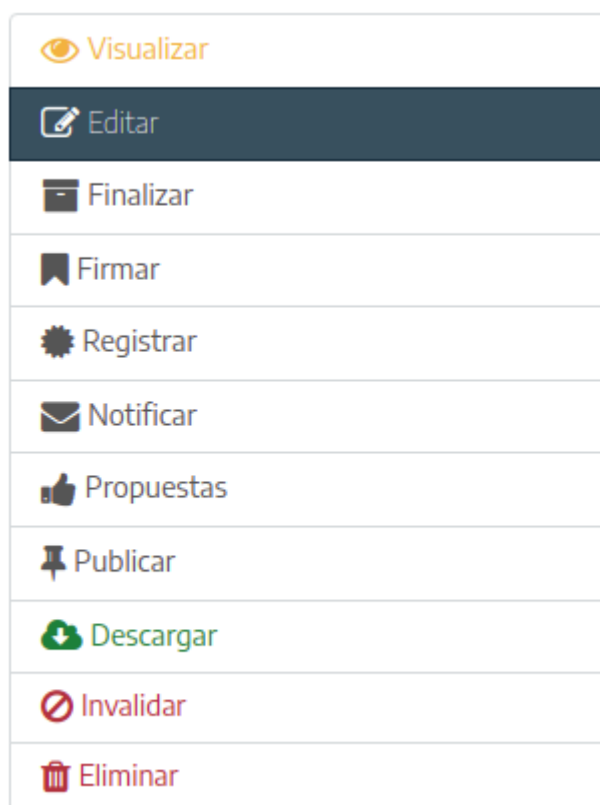 Visualizar
Editar
Finalizar
Firmar
Registrar
Notificar
Propuestas
Publicar
Descargar
Invalidar
Eliminar